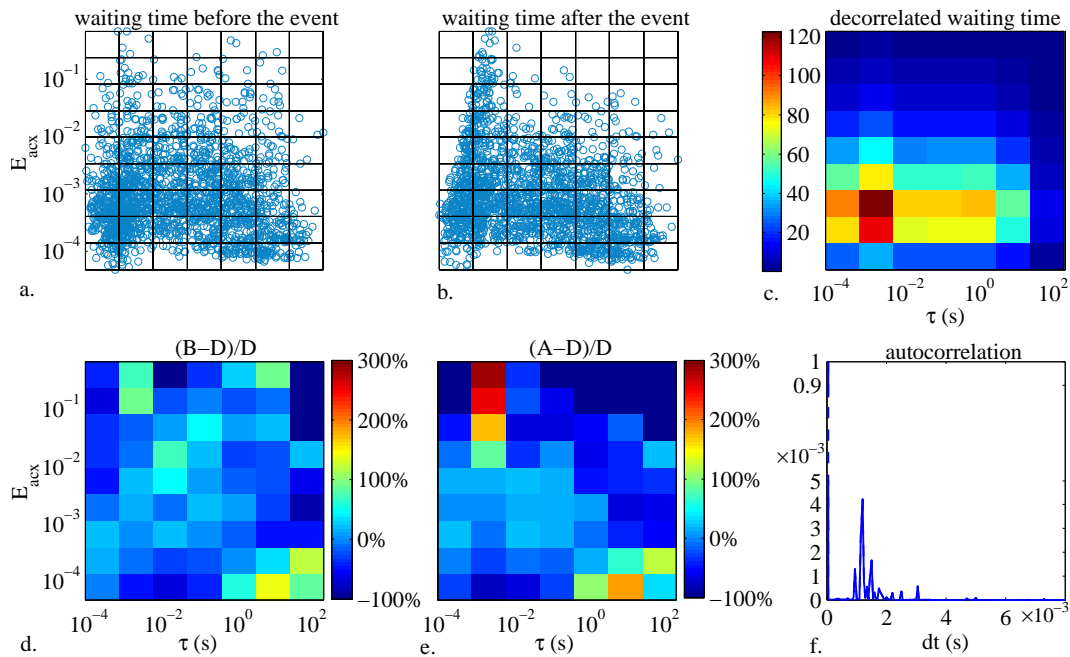 waiting time before the event
waiting time after the event
decorrelated waiting time
E_acx
10^−1
10^−2
10^−3
10^−4
a.
b.
120
100
80
60
40
20
10^−4
10^−2
10^0
10^2
τ (s)
c.
(B−D)/D
(A−D)/D
autocorrelation
E_acx
10^−1
10^−2
10^−3
10^−4
10^−4
10^−2
10^0
10^2
τ (s)
d.
300%
200%
100%
0%
−100%
10^−4
10^−2
10^0
10^2
τ (s)
e.
300%
200%
100%
0%
−100%
1
0.9
×10^−3
5
4
3
2
1
0
0
2
4
6
×10^−3
dt (s)
f.